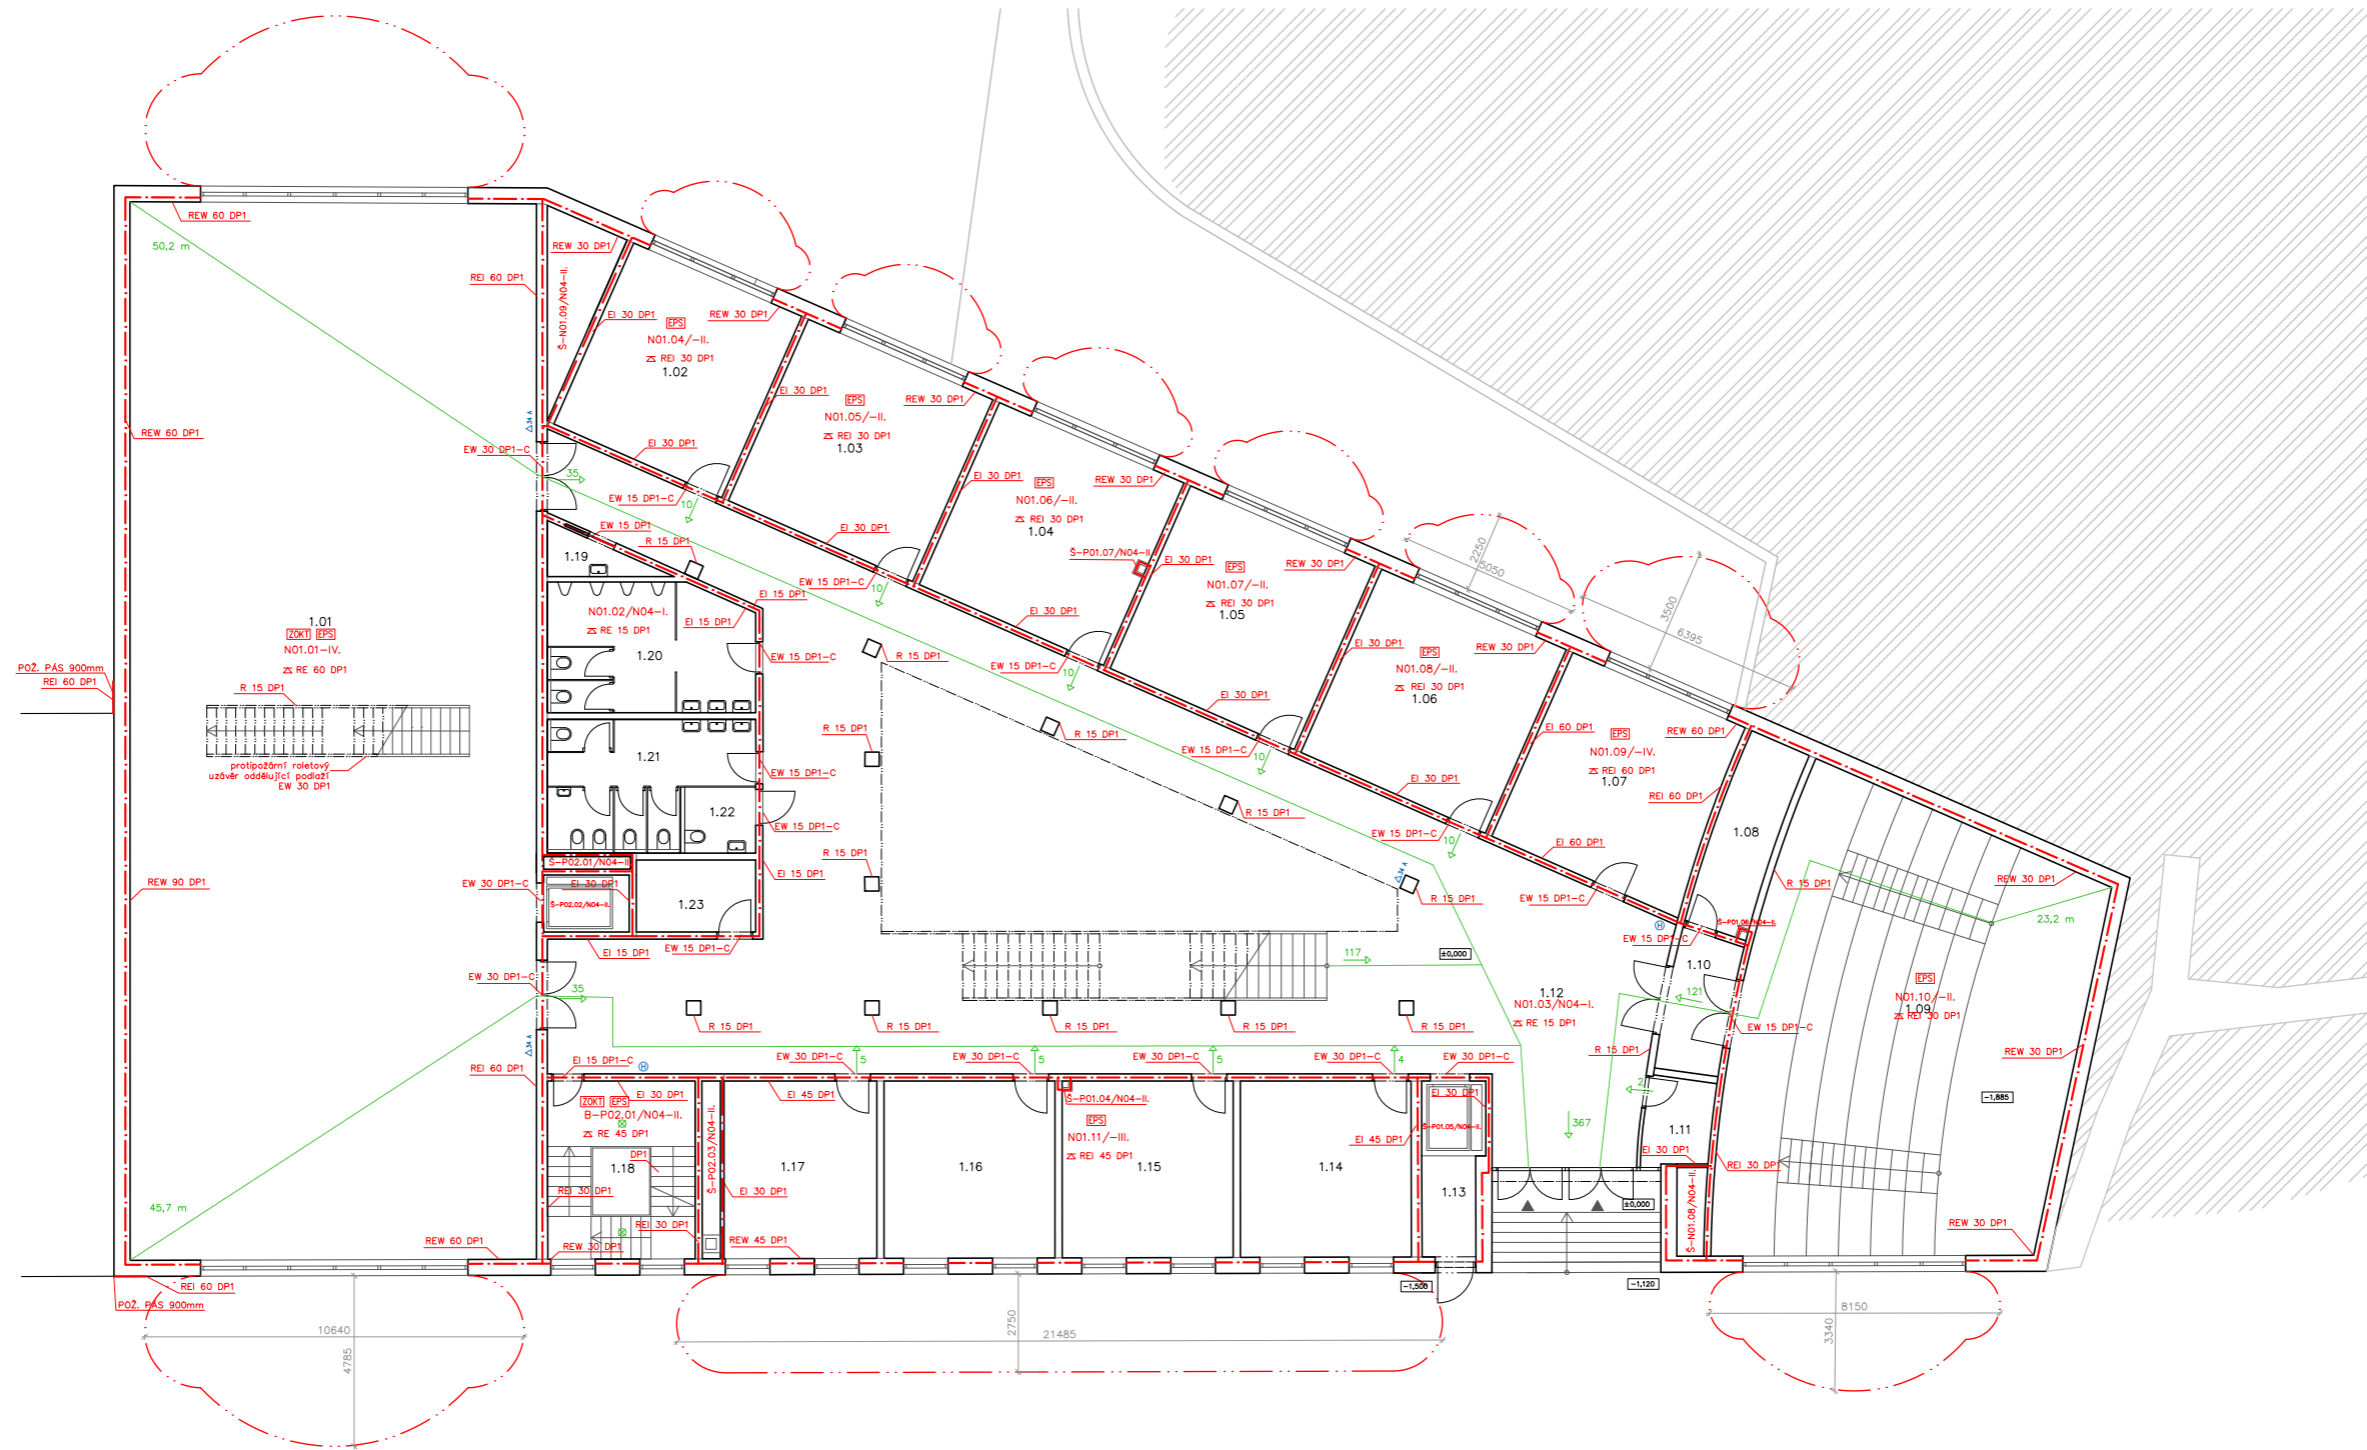 REW 60 DP1
50,2 m
REI 60 DP1
REW 30 DP1
Š-N01.09/N04-II.
EI 30 DP1
EPS
N01.04/-II.
REI 30 DP1
1.02
REW 30 DP1
EI 30 DP1
EPS
N01.05/-II.
REI 30 DP1
1.03
REW 30 DP1
REW 60 DP1
34 A
EI 30 DP1
EW 30 DP1-C
35
EW 15 DP1-C
10
EI 30 DP1
EPS
N01.06/-II.
REI 30 DP1
1.04
REW 30 DP1
EW 15 DP1
R 15 DP1
1.19
EI 30 DP1
EW 15 DP1-C
10
Š-P01.07/N04-II
EI 30 DP1
EPS
N01.07/-II.
REI 30 DP1
1.05
REW 30 DP1
2250
5050
3500
6395
N01.02/N04-I.
RE 15 DP1
EI 15 DP1
EI 15 DP1
1.20
EW 15 DP1-C
R 15 DP1
EI 30 DP1
EW 15 DP1-C
10
EI 30 DP1
EPS
N01.08/-II.
REI 30 DP1
1.06
REW 30 DP1
1.01
ZOKT EPS
N01.01-IV.
RE 60 DP1
R 15 DP1
POŽ. PÁS 900mm
REI 60 DP1
protipožární roletový
uzávěr oddělující podlaží
EW 30 DP1
1.21
EW 15 DP1-C
R 15 DP1
R 15 DP1
EI 30 DP1
EW 15 DP1-C
10
EI 60 DP1
EPS
N01.09/-IV.
REI 60 DP1
1.07
REW 60 DP1
REI 60 DP1
1.22
EW 15 DP1-C
R 15 DP1
EI 30 DP1
EW 15 DP1-C
10
1.08
Š-P02.01/N04-II
R 15 DP1
EI 15 DP1
EI 60 DP1
34 A
REW 90 DP1
EW 30 DP1-C
EI 30 DP1
Š-P02.02/N04-II.
1.23
R 15 DP1
EW 15 DP1-C
R 15 DP1
REW 30 DP1
23,2 m
EI 15 DP1
EW 15 DP1-C
H
Š-P01.06/N04-II.
EW 15 DP1-C
1.10
117
±0,000
EW 30 DP1-C
35
1.12
N01.03/N04-I.
RE 15 DP1
121
EPS
N01.10/-II.
1.09
REI 30 DP1
R 15 DP1
R 15 DP1
R 15 DP1
R 15 DP1
R 15 DP1
EW 15 DP1-C
R 15 DP1
REW 30 DP1
34 A
REI 60 DP1
EI 15 DP1-C
H
EW 30 DP1-C
5
EW 30 DP1-C
5
EW 30 DP1-C
5
EW 30 DP1-C
4
EW 30 DP1-C
2
ZOKT EPS
EI 30 DP1
B-P02.01/N04-II.
RE 45 DP1
EI 45 DP1
Š-P01.04/N04-II.
EPS
N01.11/-III.
REI 45 DP1
EI 30 DP1
Š-P01.05/N04-II.
EI 45 DP1
367
1.11
-1,885
DP1
1.18
Š-P02.03/N04-II.
EI 30 DP1
1.17
1.16
1.15
1.14
1.13
EI 30 DP1
REI 30 DP1
REI 30 DP1
45,7 m
REI 30 DP1
±0,000
Š-N01.08/N04-II.
REW 30 DP1
REW 60 DP1
REW 30 DP1
REW 45 DP1
REI 60 DP1
POŽ. PÁS 900mm
-1,500
-1,120
10640
4785
2750
21485
8150
3340